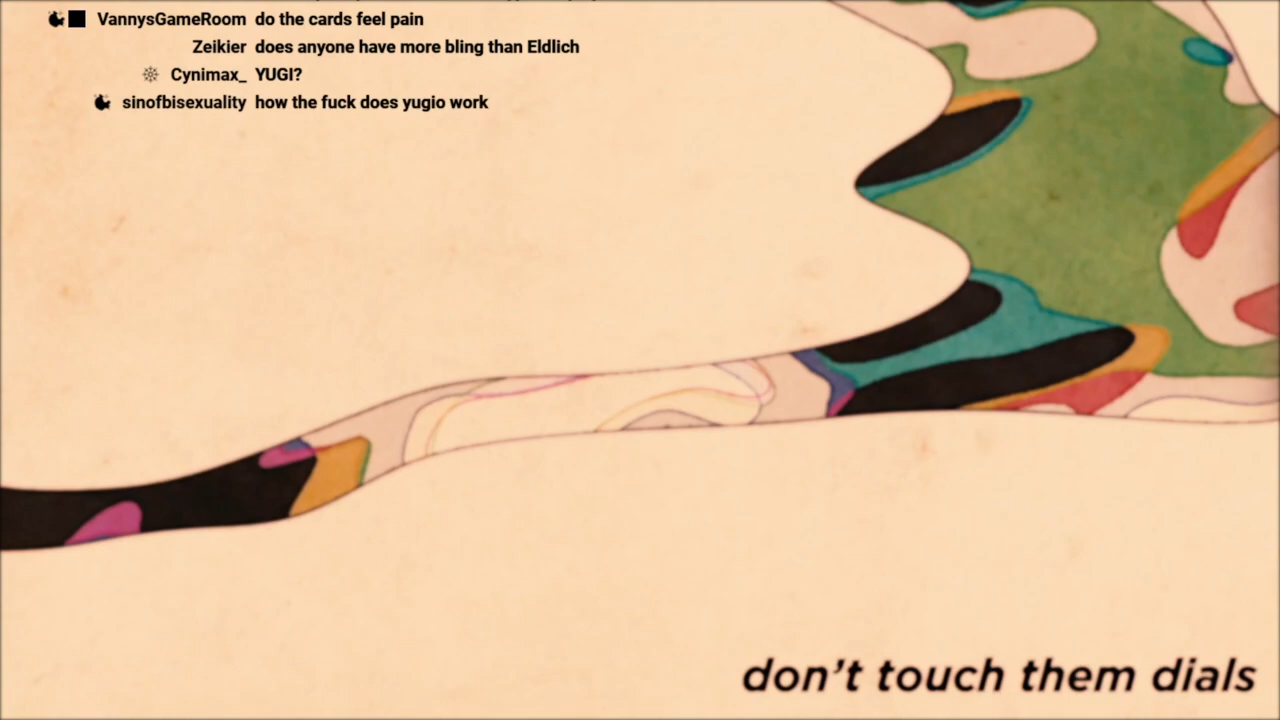 VannysGameRoom do the cards feel pain
Zeikier does anyone have more bling than Eldlich
Cynimax_ YUGI?
sinofbisexuality how the fuck does yugio work
don't touch them dials